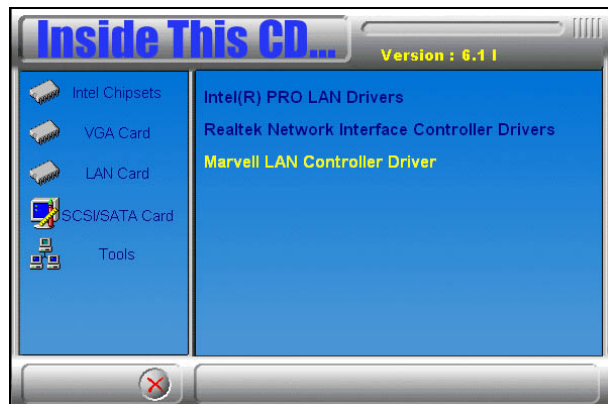 Inside This CD...
Version : 6.1 I
Intel Chipsets
VGA Card
LAN Card
SCSI/SATA Card
Tools
Intel(R) PRO LAN Drivers
Realtek Network Interface Controller Drivers
Marvell LAN Controller Driver